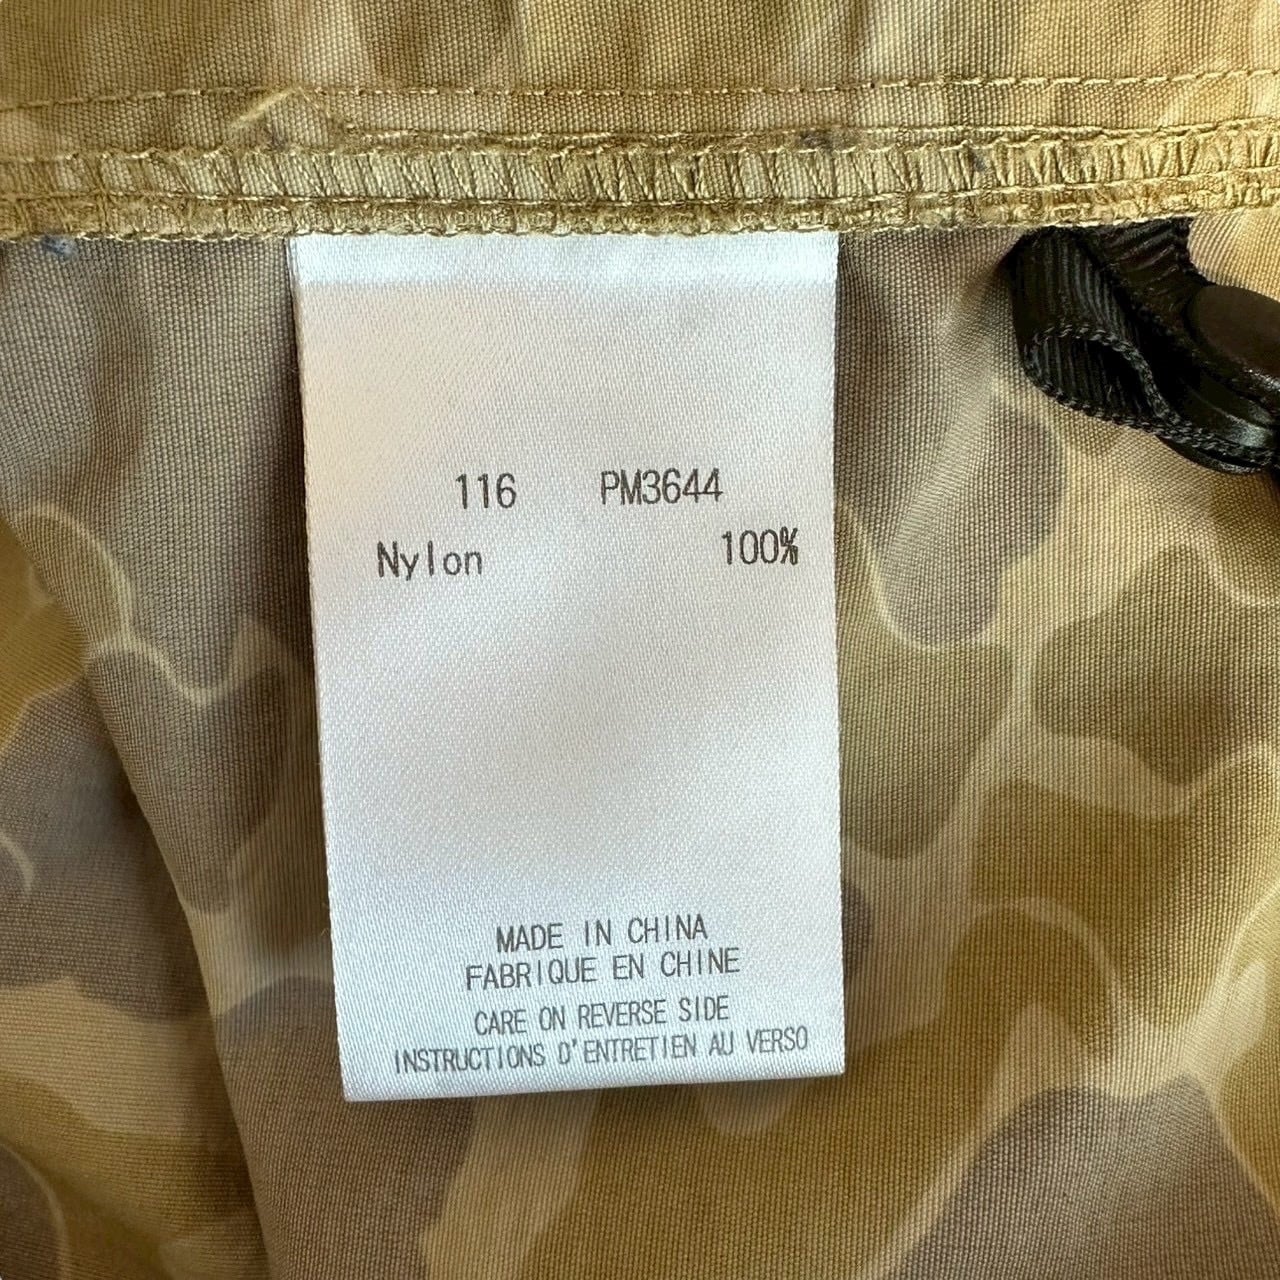 116 PM3644
Nylon 100%
MADE IN CHINA
FABRIQUE EN CHINE
CARE ON REVERSE SIDE
INSTRUCTIONS D'ENTRETIEN AU VERSO